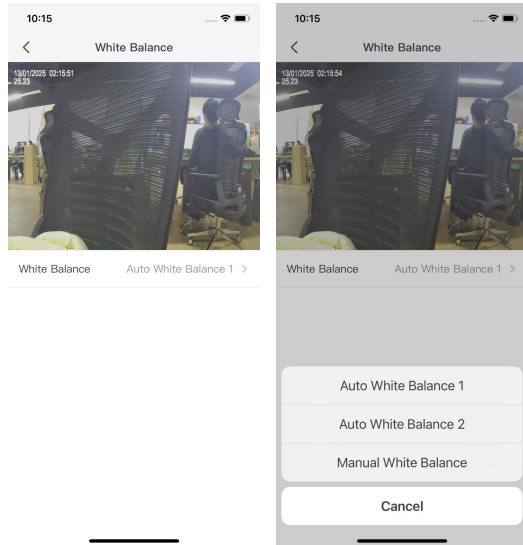 10:15
White Balance
13/01/2025 02:15:51
25.23
White Balance Auto White Balance 1
10:15
White Balance
13/01/2025 02:15:54
25.23
White Balance Auto White Balance 1
Auto White Balance 1
Auto White Balance 2
Manual White Balance
Cancel